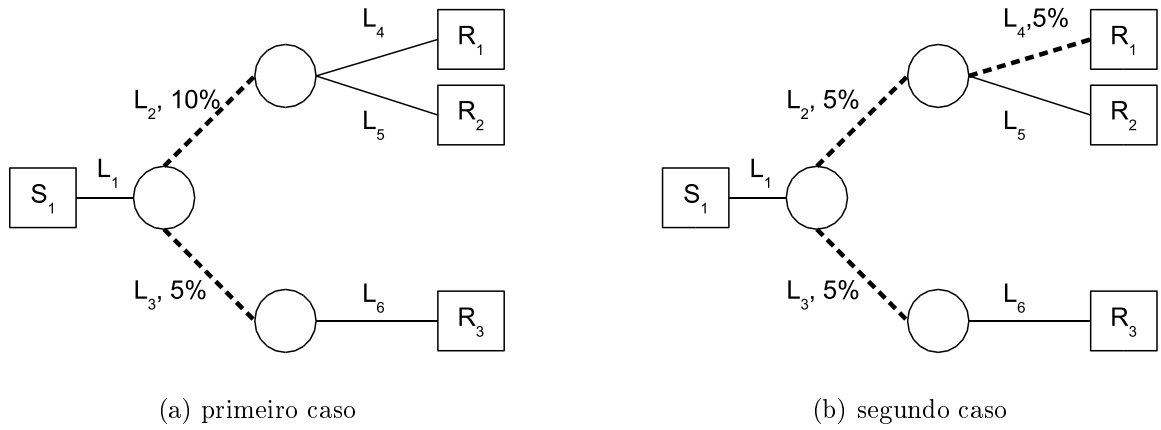 L4
R1
L2, 10%
L5
R2
L1
S1
L3, 5%
L6
R3
(a) primeiro caso
L4,5%
R1
L2, 5%
L5
R2
L1
S1
L3, 5%
L6
R3
(b) segundo caso